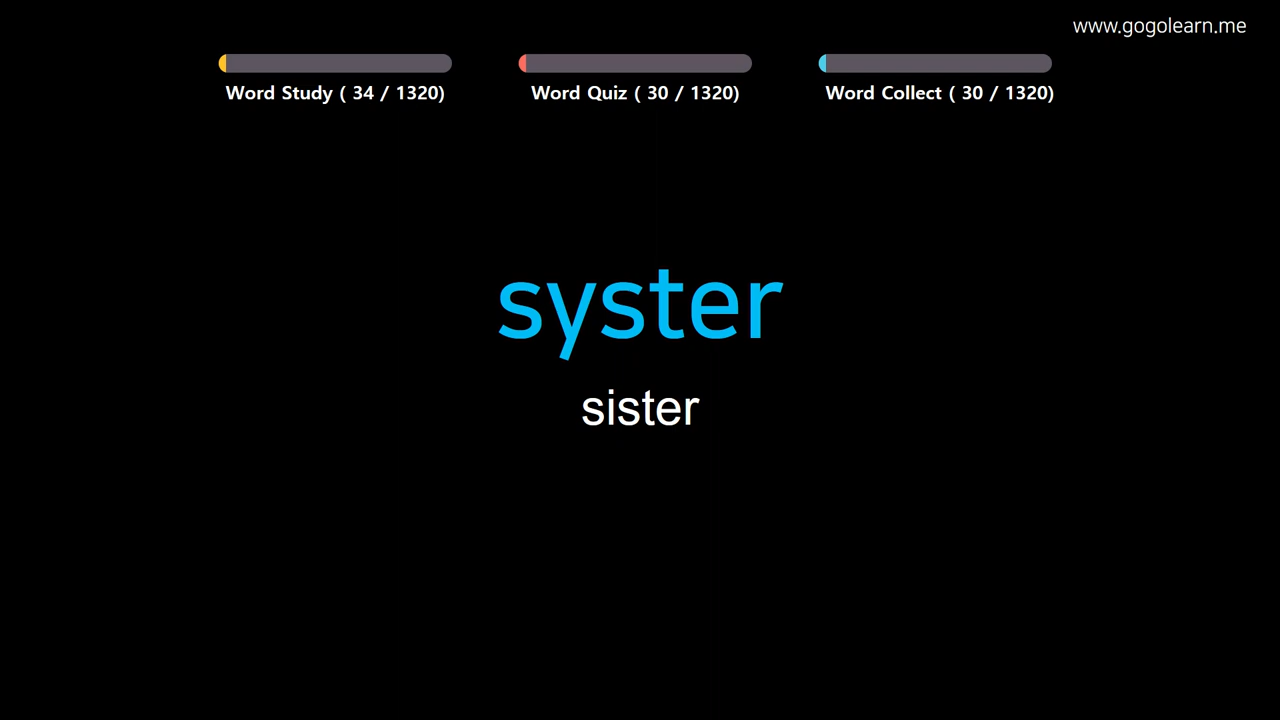 www.gogolearn.me
Word Study ( 34 / 1320)
Word Quiz ( 30 / 1320)
Word Collect ( 30 / 1320)
syster
sister